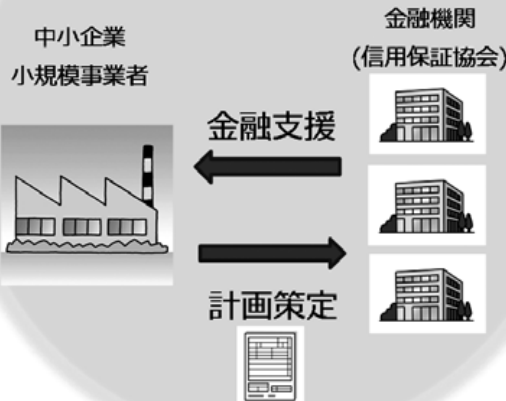 中小企業
小規模事業者
金融機関
(信用保証協会)
金融支援
計画策定